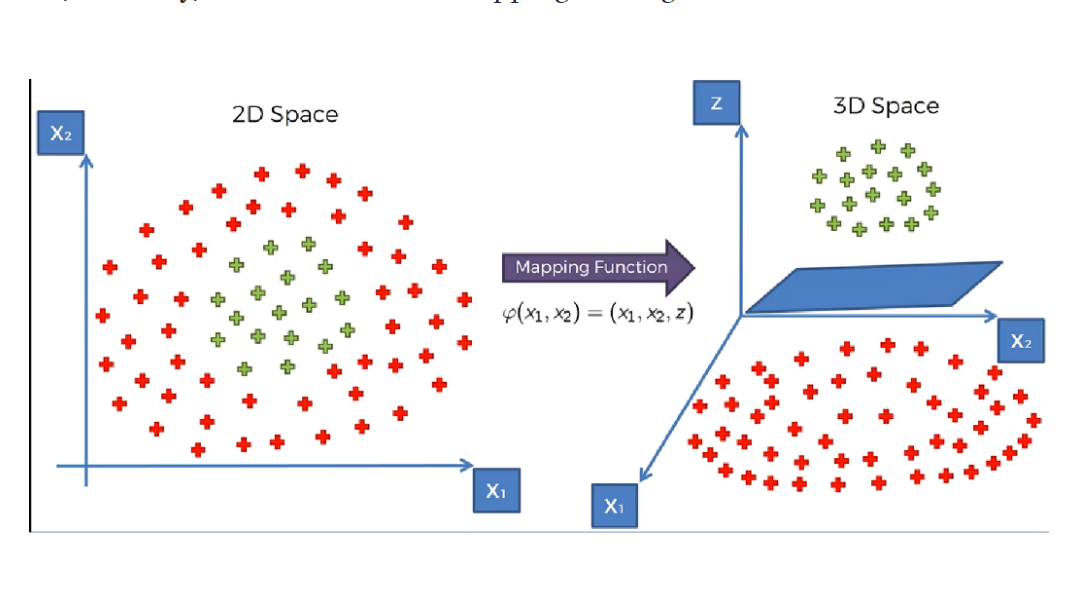 2D Space
X₂
X₁
Mapping Function
φ(x₁, x₂) = (x₁, x₂, z)
3D Space
Z
X₂
X₁